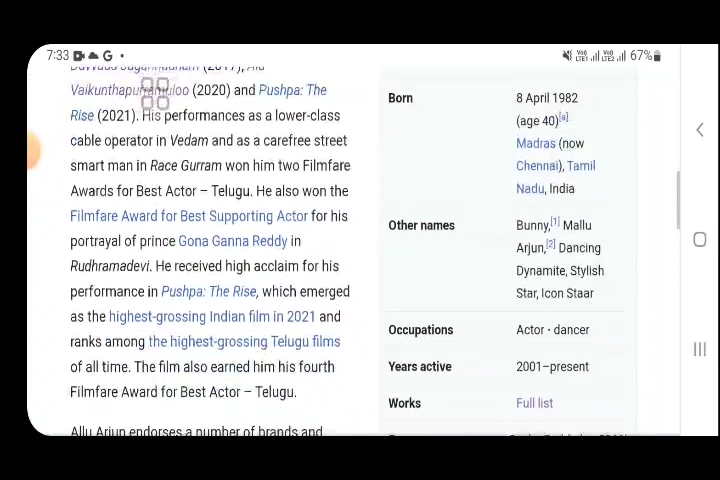 7:33
67%
(2017), Ala
Vaikunthapurramuloo (2020) and Pushpa: The
Rise (2021). His performances as a lower-class
cable operator in Vedam and as a carefree street
smart man in Race Gurram won him two Filmfare
Awards for Best Actor – Telugu. He also won the
Filmfare Award for Best Supporting Actor for his
portrayal of prince Gona Ganna Reddy in
Rudhramadevi. He received high acclaim for his
performance in Pushpa: The Rise, which emerged
as the highest-grossing Indian film in 2021 and
ranks among the highest-grossing Telugu films
of all time. The film also earned him his fourth
Filmfare Award for Best Actor – Telugu.
Allu Arjun endorses a number of brands and
Born
8 April 1982
(age 40)[a]
Madras (now
Chennai), Tamil
Nadu, India
Other names
Bunny,[1] Mallu
Arjun,[2] Dancing
Dynamite, Stylish
Star, Icon Staar
Occupations
Actor · dancer
Years active
2001–present
Works
Full list